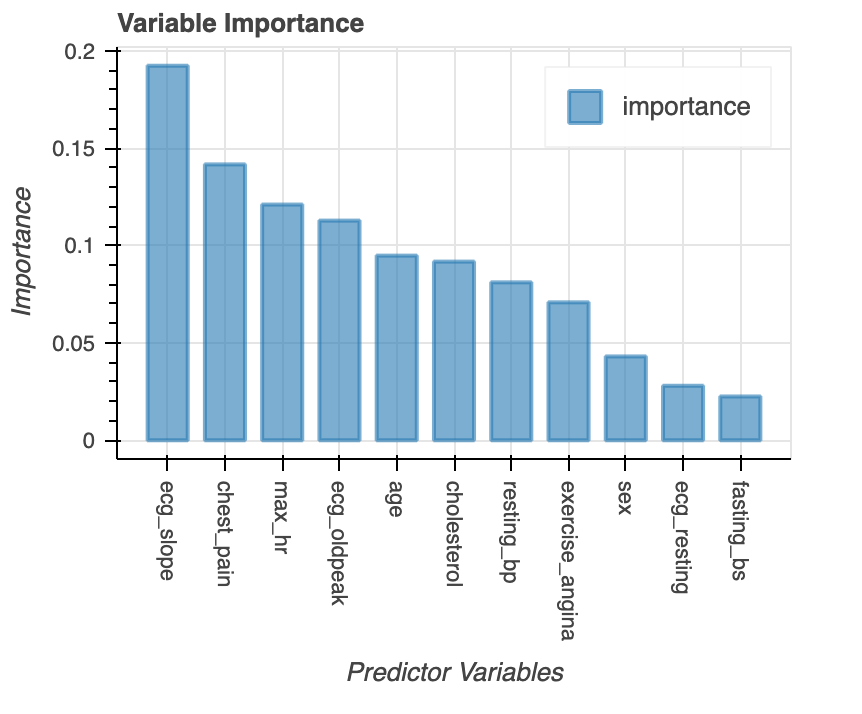 Variable Importance
importance
Importance
0.2
0.15
0.1
0.05
0
ecg_slope
chest_pain
max_hr
ecg_oldpeak
age
cholesterol
resting_bp
exercise_angina
sex
ecg_resting
fasting_bs
Predictor Variables